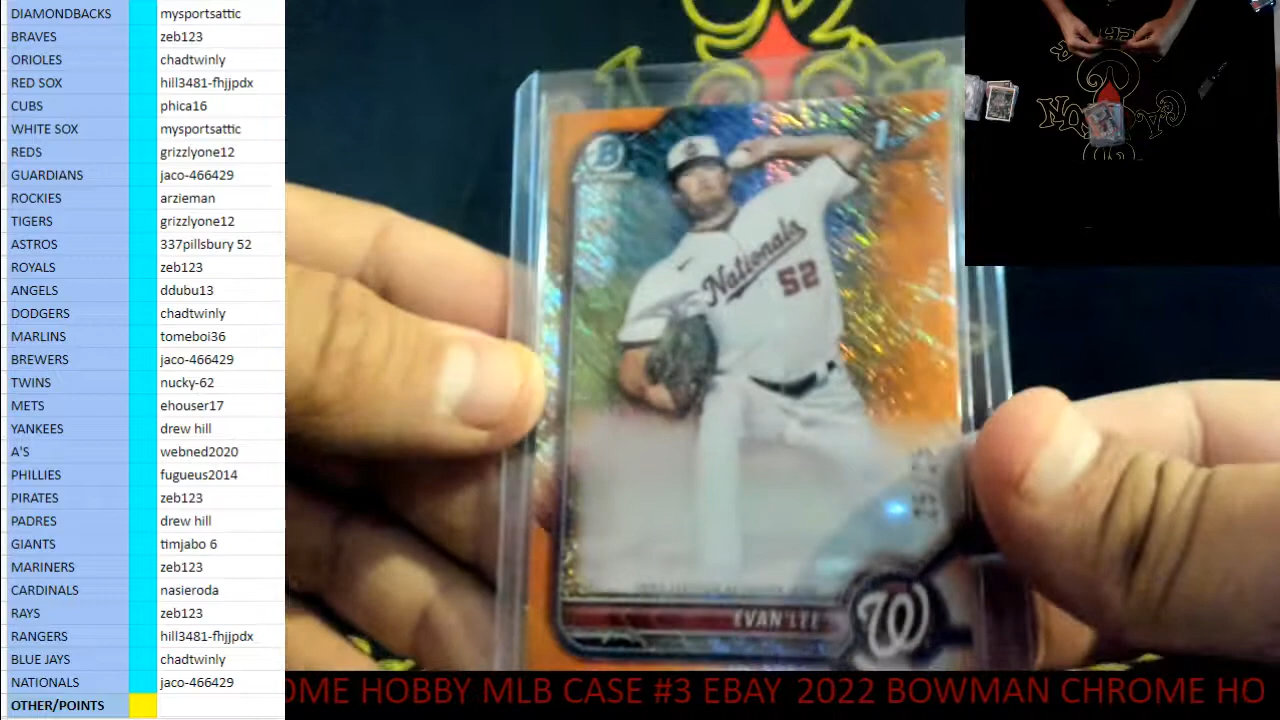 DIAMONDBACKS mysportsattic
BRAVES zeb123
ORIOLES chadtwinly
RED SOX hill3481-fhjjpdx
CUBS phica16
WHITE SOX mysportsattic
REDS grizzlyone12
GUARDIANS jaco-466429
ROCKIES arzieman
TIGERS grizzlyone12
ASTROS 337pillsbury 52
ROYALS zeb123
ANGELS ddubu13
DODGERS chadtwinly
MARLINS tomeboi36
BREWERS jaco-466429
TWINS nucky-62
METS ehouser17
YANKEES drew hill
A'S webned2020
PHILLIES fugueus2014
PIRATES zeb123
PADRES drew hill
GIANTS timjabo 6
MARINERS zeb123
CARDINALS nasieroda
RAYS zeb123
RANGERS hill3481-fhjjpdx
BLUE JAYS chadtwinly
NATIONALS jaco-466429
OTHER/POINTS
B
1
Nationals
52
EVAN LEE
W
OME HOBBY MLB CASE #3 EBAY 2022 BOWMAN CHROME HO